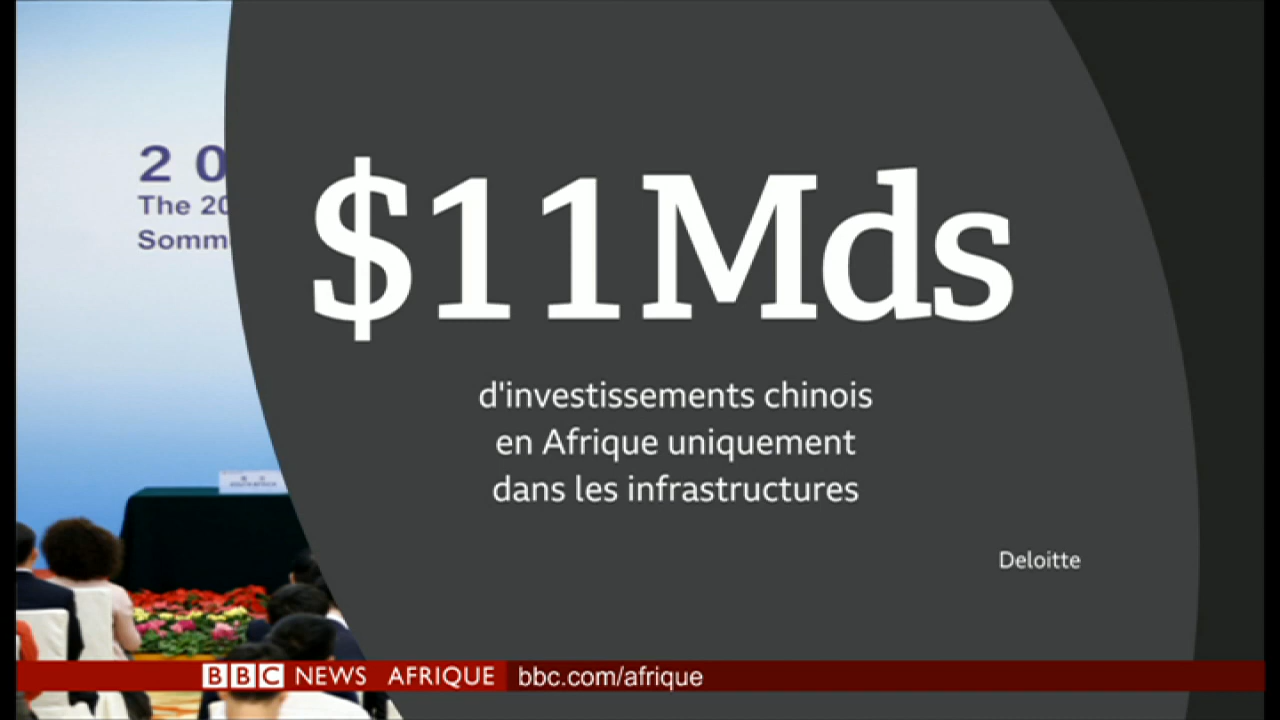 2 0
The 20
Somm
$11Mds
d'investissements chinois
en Afrique uniquement
dans les infrastructures
Deloitte
BBC NEWS AFRIQUE bbc.com/afrique